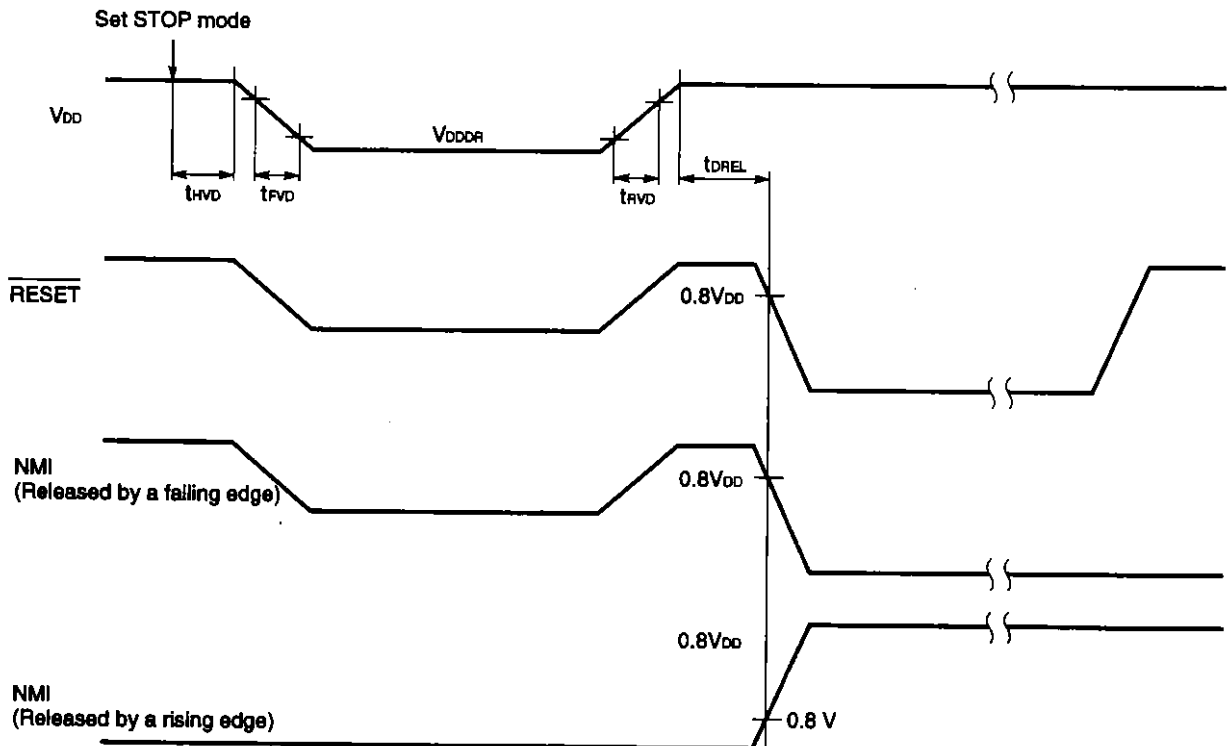 Set STOP mode
VDD
VDDDR
tHVD
tFVD
tRVD
tDREL
RESET
0.8VDD
NMI
(Released by a falling edge)
0.8VDD
0.8VDD
NMI
(Released by a rising edge)
0.8 V